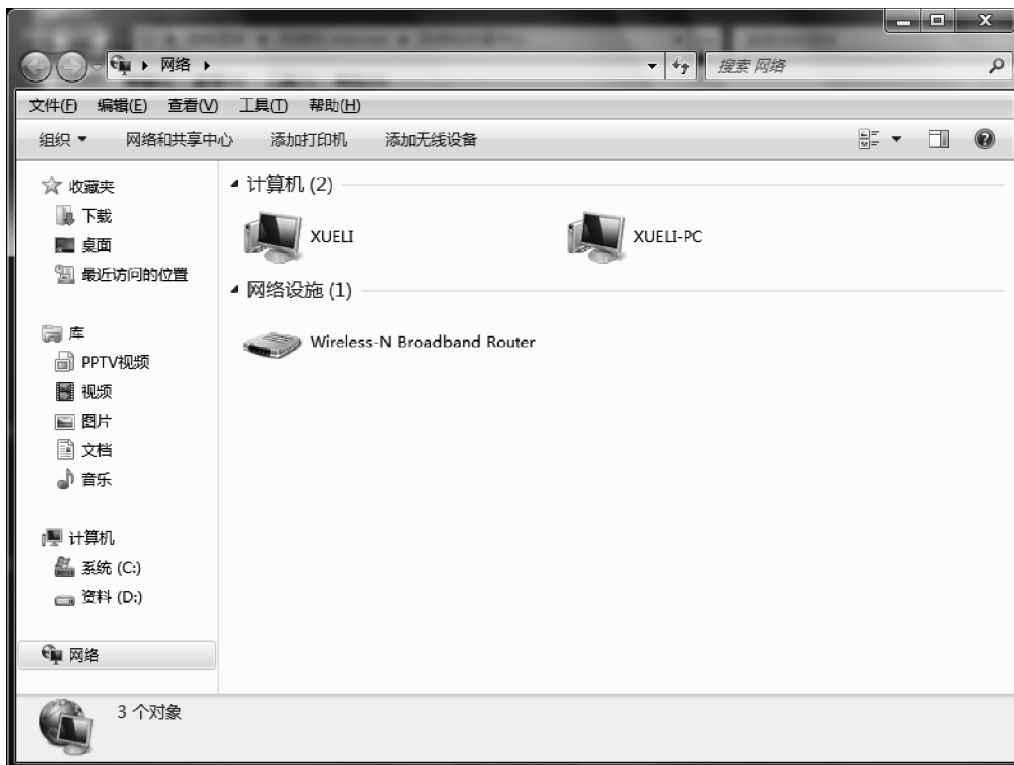 网络
搜索 网络
文件(F) 编辑(E) 查看(V) 工具(T) 帮助(H)
组织 网络和共享中心 添加打印机 添加无线设备
收藏夹
下载
桌面
最近访问的位置
库
PPTV视频
视频
图片
文档
音乐
计算机
系统 (C:)
资料 (D:)
网络
计算机 (2)
XUELI
XUELI-PC
网络设施 (1)
Wireless-N Broadband Router
3 个对象